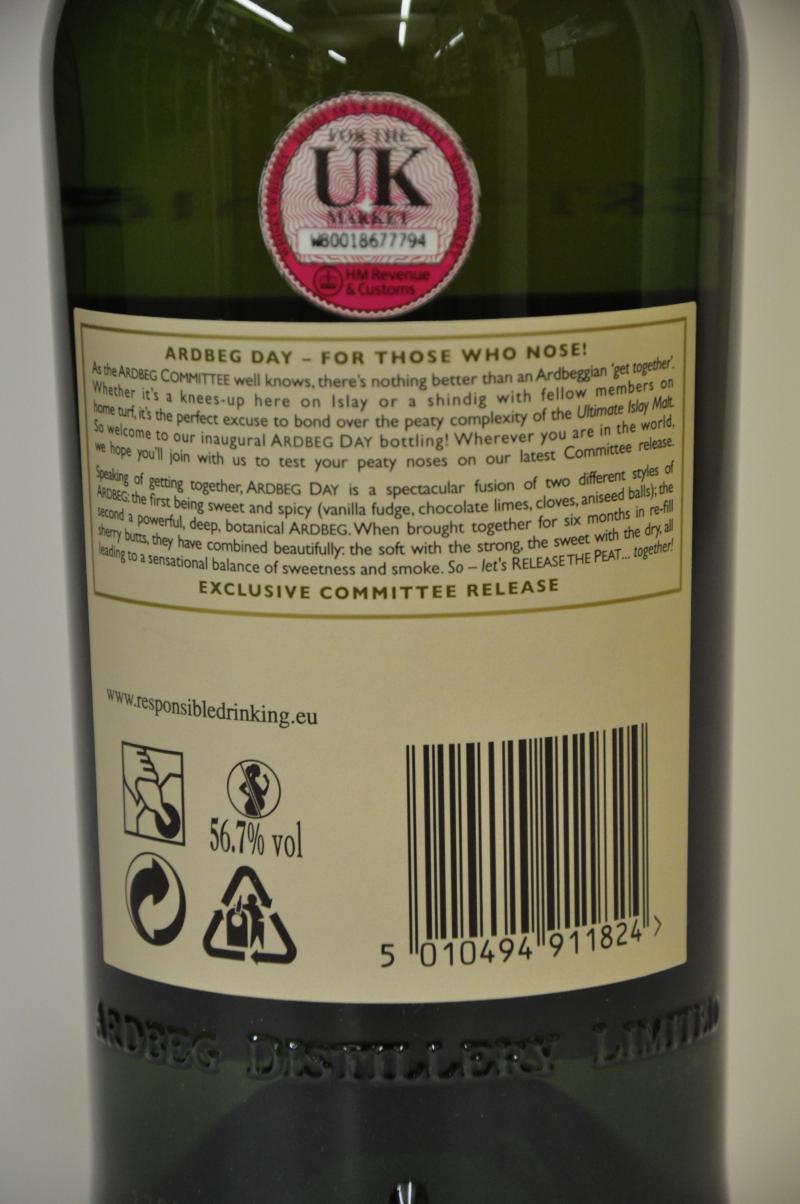 FOR THE
UK
MARKET
W80018677794
HM Revenue
& Customs
ARDBEG DAY – FOR THOSE WHO NOSE!
As the ARDBEG COMMITTEE well knows, there's nothing better than an Ardbeggian 'get together'.
Whether it's a knees-up here on Islay or a shindig with fellow members on
home turf, it's the perfect excuse to bond over the peaty complexity of the Ultimate Islay Malt.
So welcome to our inaugural ARDBEG DAY bottling! Wherever you are in the world,
we hope you'll join with us to test your peaty noses on our latest Committee release.
Speaking of getting together, ARDBEG DAY is a spectacular fusion of two different styles of
ARDBEG: the first being sweet and spicy (vanilla fudge, chocolate limes, cloves, aniseed balls); the
second a powerful, deep, botanical ARDBEG. When brought together for six months in re-fill
sherry butts, they have combined beautifully: the soft with the strong, the sweet with the dry, all
leading to a sensational balance of sweetness and smoke. So – let's RELEASE THE PEAT... together!
EXCLUSIVE COMMITTEE RELEASE
www.responsibledrinking.eu
56.7% vol
5 010494 911824 >
ARDBEG DISTILLERY LIMITED